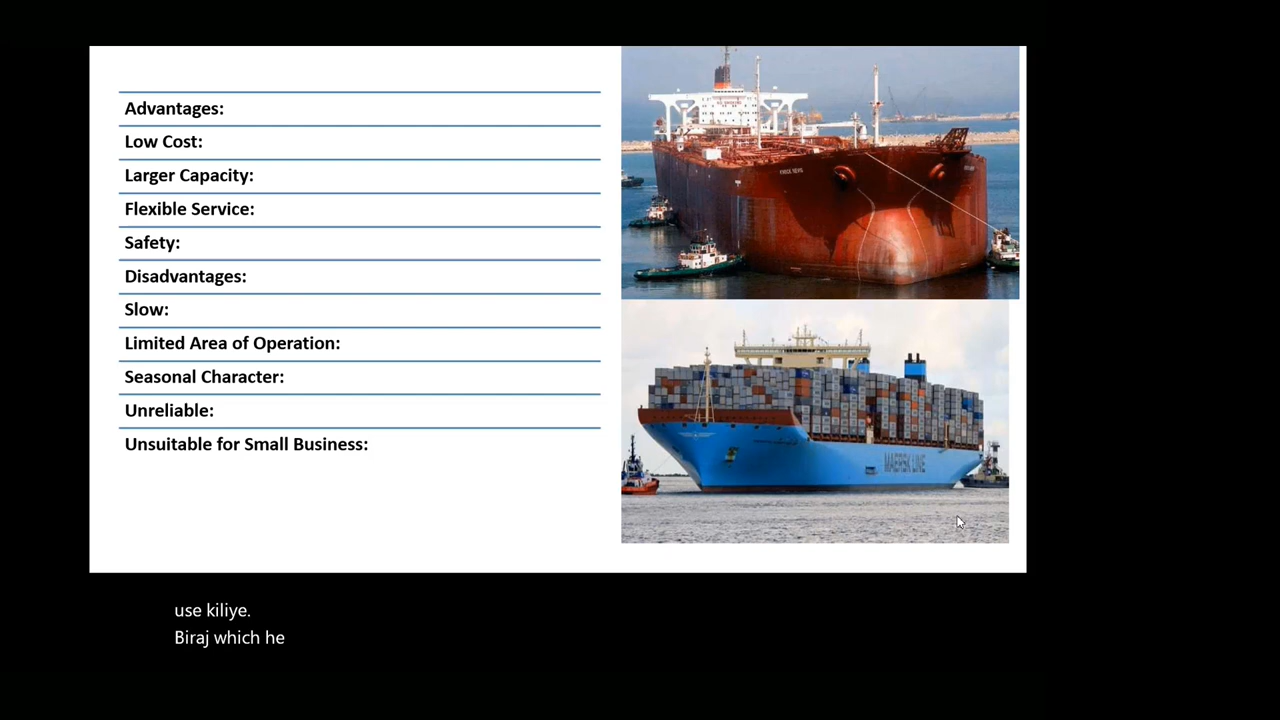 Advantages:
Low Cost:
Larger Capacity:
Flexible Service:
Safety:
Disadvantages:
Slow:
Limited Area of Operation:
Seasonal Character:
Unreliable:
Unsuitable for Small Business:
MAERSK LINE
use kiliye.
Biraj which he